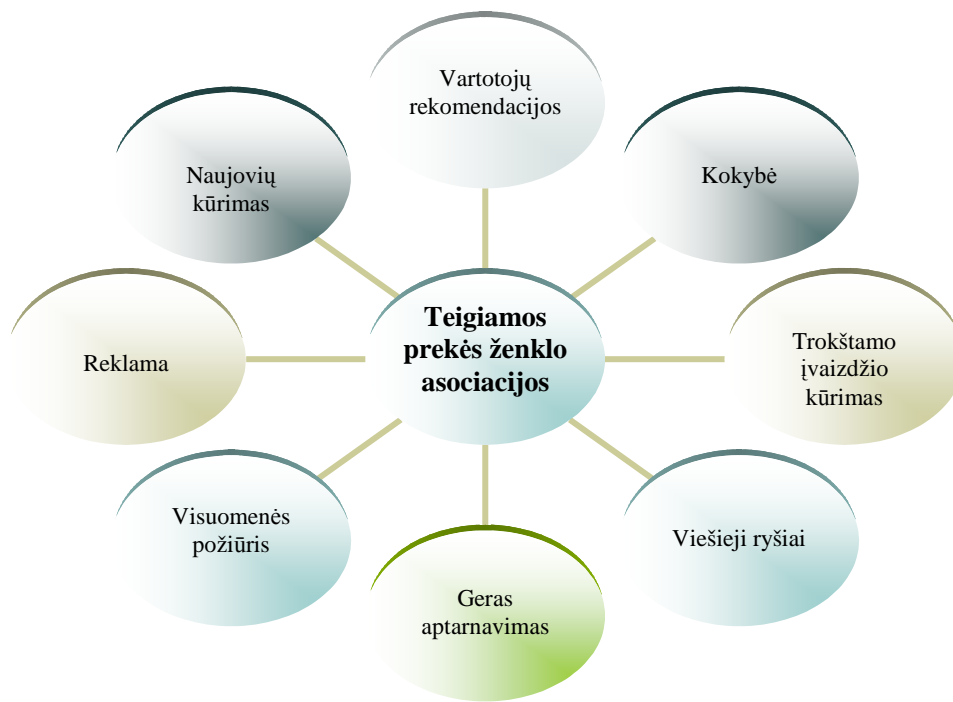 Vartotojų
rekomendacijos
Naujovių
kūrimas
Kokybė
Teigiamos
prekės ženklo
asociacijos
Reklama
Trokštamo
įvaizdžio
kūrimas
Visuomenės
požiūris
Viešieji ryšiai
Geras
aptarnavimas